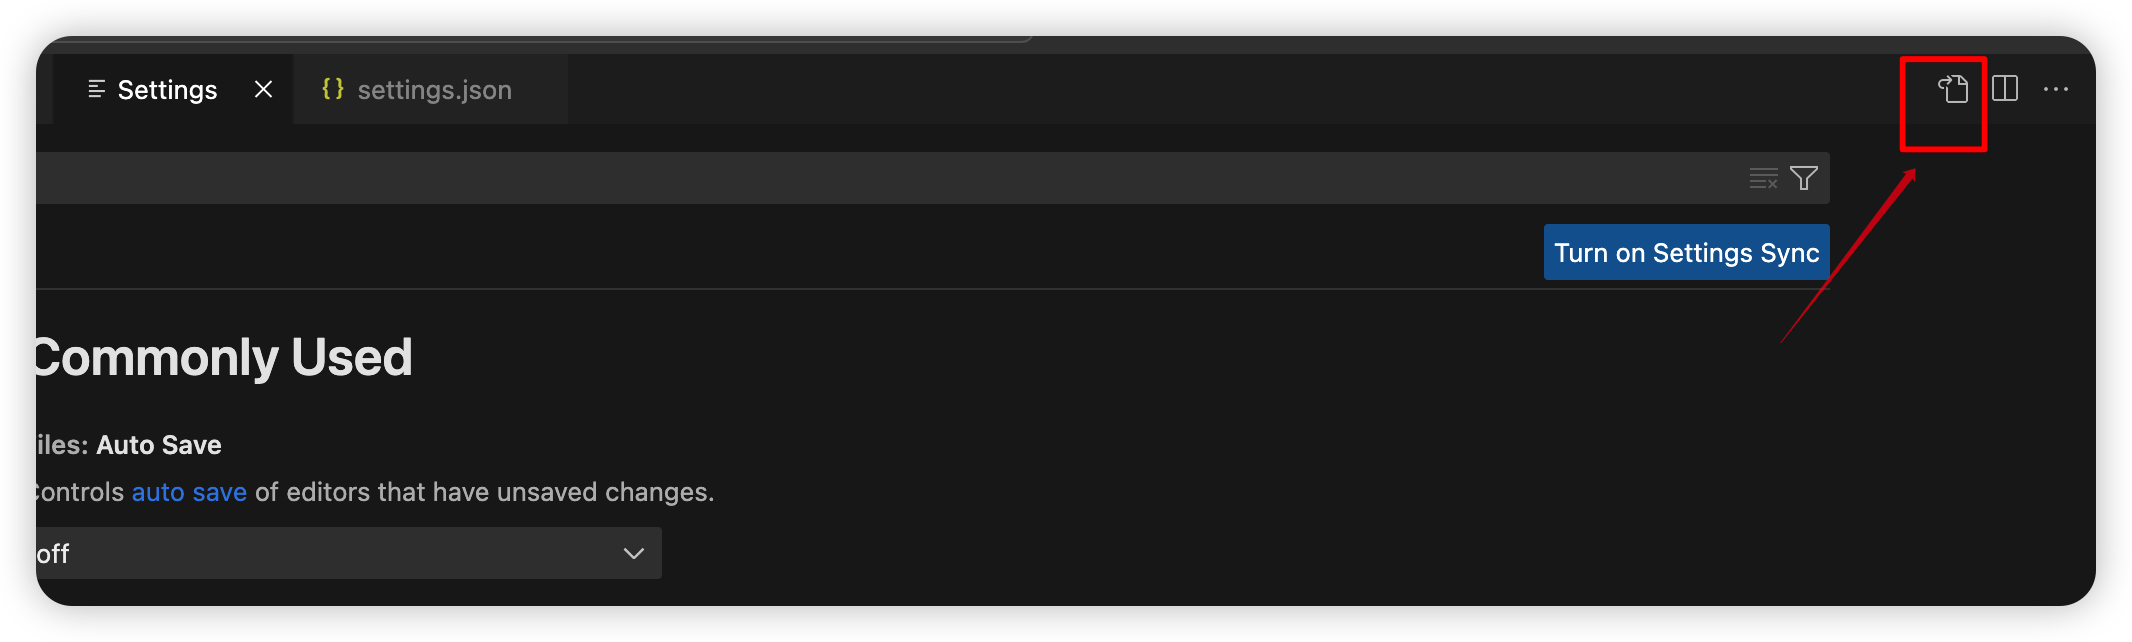 Settings
settings.json
Turn on Settings Sync
Commonly Used
iles: Auto Save
Controls auto save of editors that have unsaved changes.
off